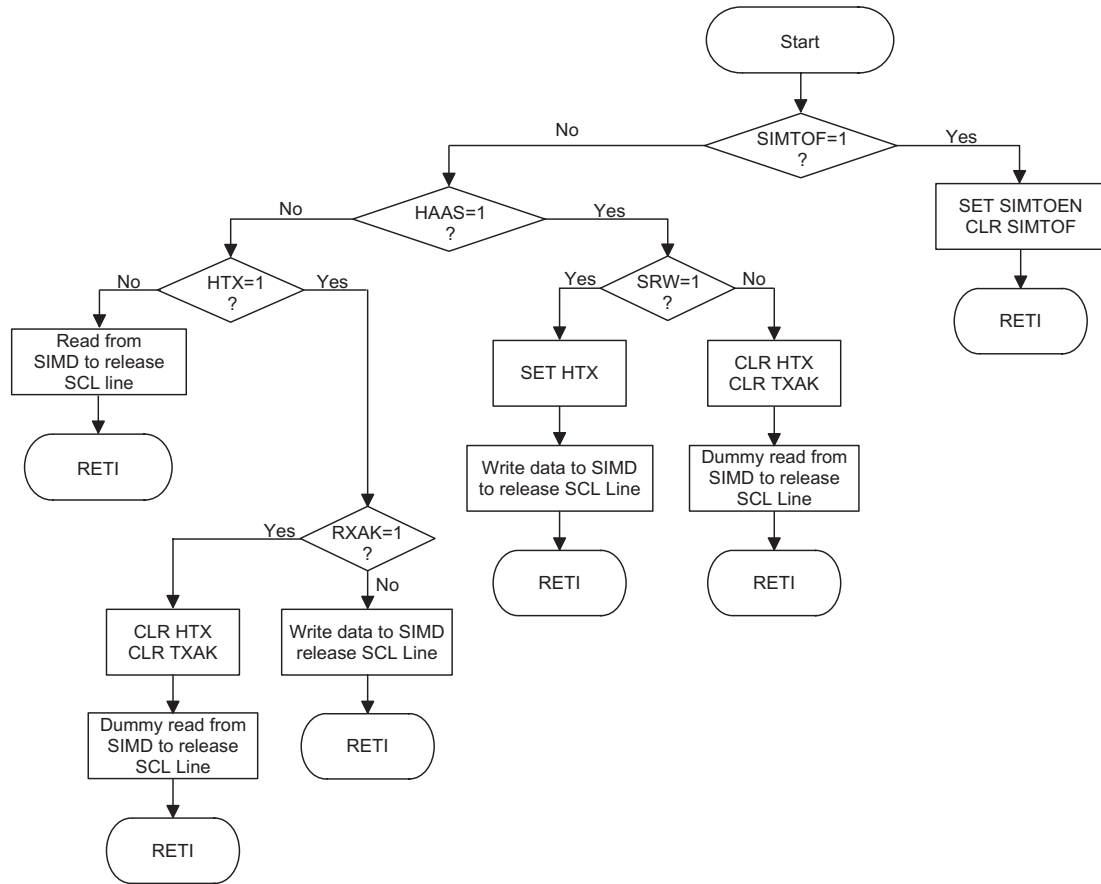 Start
SIMTOF=1
?
No
Yes
SET SIMTOEN
CLR SIMTOF
RETI
HAAS=1
?
No
Yes
HTX=1
?
No
Yes
SRW=1
?
Yes
No
Read from
SIMD to release
SCL line
RETI
SET HTX
Write data to SIMD
to release SCL Line
RETI
CLR HTX
CLR TXAK
Dummy read from
SIMD to release
SCL Line
RETI
RXAK=1
?
Yes
No
CLR HTX
CLR TXAK
Dummy read from
SIMD to release
SCL Line
RETI
Write data to SIMD
release SCL Line
RETI